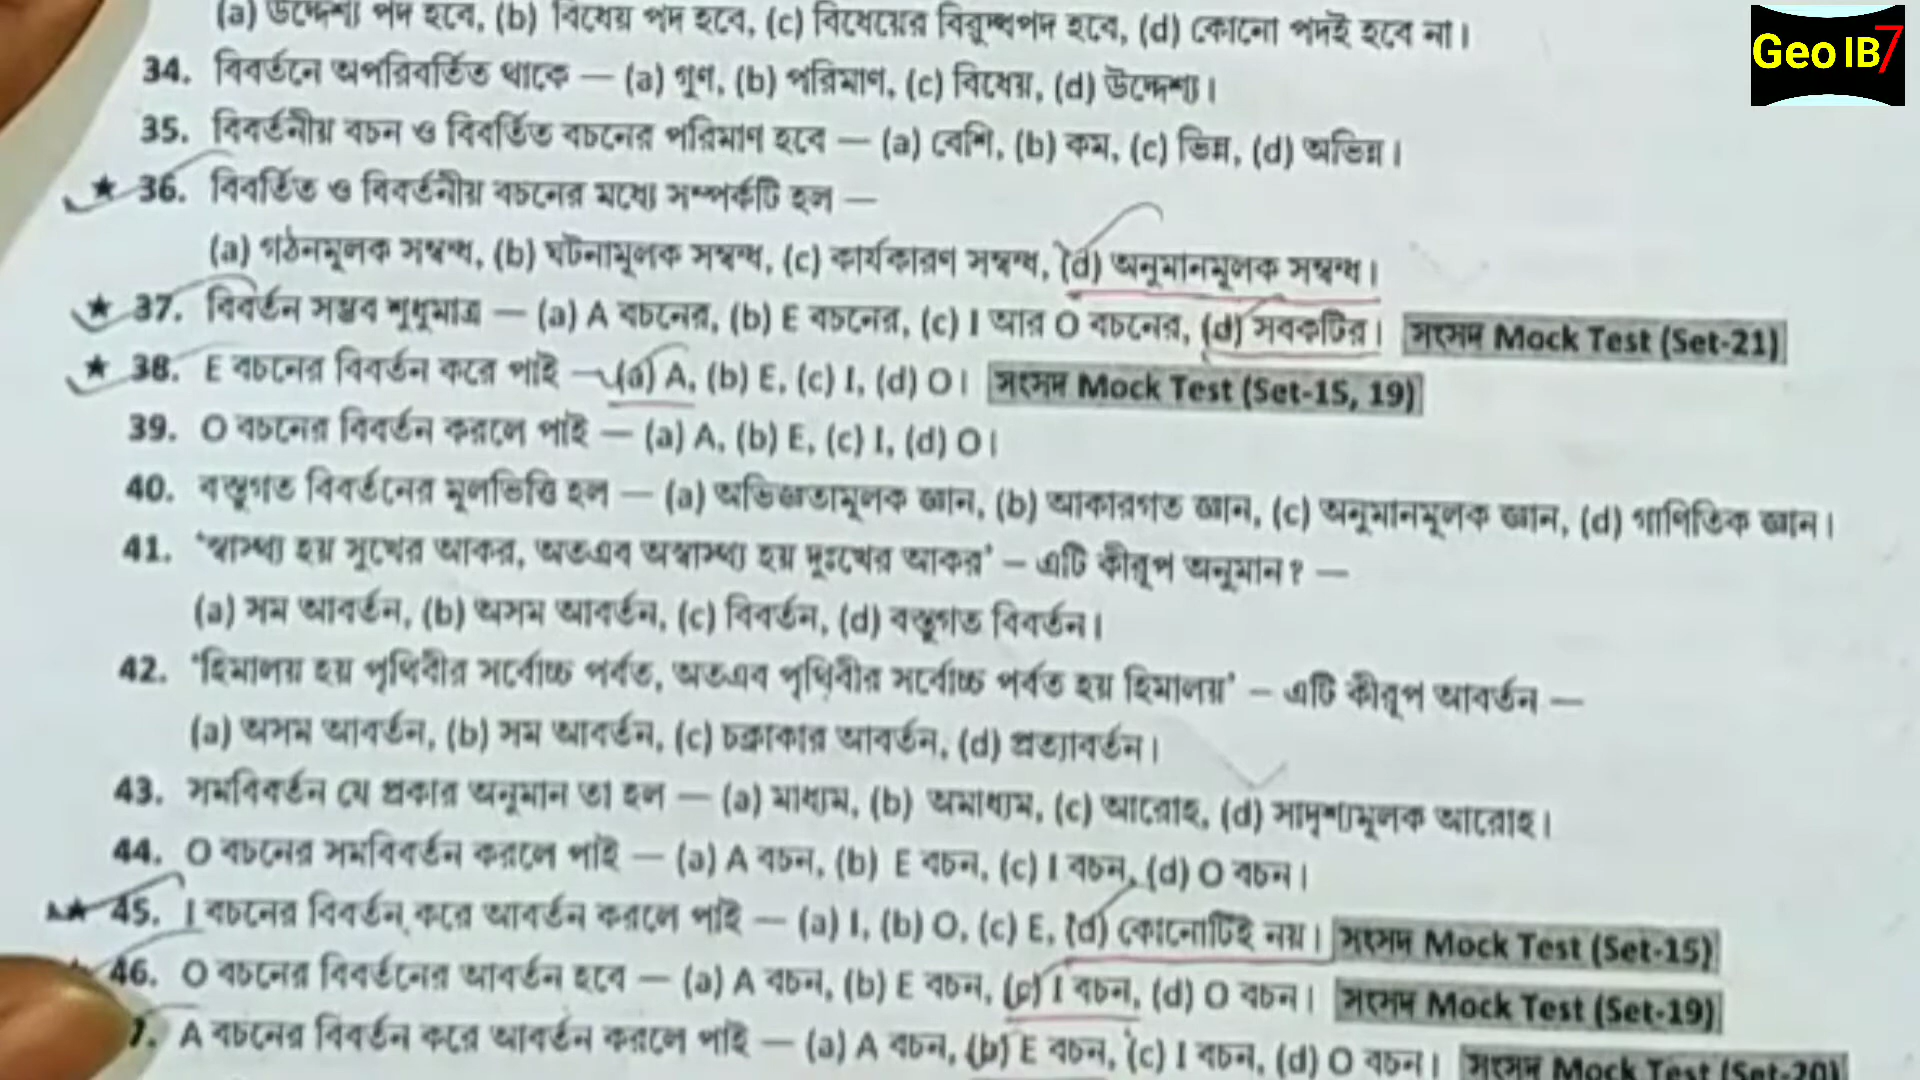 (a) উদ্দেশ্য পদ হবে, (b) বিধেয় পদ হবে, (c) বিধেয়ের বিরুদ্ধপদ হবে, (d) কোনো পদই হবে না।
Geo IB7
34. বিবর্তনে অপরিবর্তিত থাকে — (a) গুণ, (b) পরিমাণ, (c) বিধেয়, (d) উদ্দেশ্য।
35. বিবর্তনীয় বচন ও বিবর্তিত বচনের পরিমাণ হবে — (a) বেশি, (b) কম, (c) ভিন্ন, (d) অভিন্ন।
★ 36. বিবর্তিত ও বিবর্তনীয় বচনের মধ্যে সম্পর্কটি হল —
(a) গঠনমূলক সম্বন্ধ, (b) ঘটনামূলক সম্বন্ধ, (c) কার্যকারণ সম্বন্ধ, (d) অনুমানমূলক সম্বন্ধ।
★ 37. বিবর্তন সম্ভব শুধুমাত্র — (a) A বচনের, (b) E বচনের, (c) I আর O বচনের, (d) সবকটির। সংসদ Mock Test (Set-21)
★ 38. E বচনের বিবর্তন করে পাই — (a) A, (b) E, (c) I, (d) O। সংসদ Mock Test (Set-15, 19)
39. O বচনের বিবর্তন করলে পাই — (a) A, (b) E, (c) I, (d) O।
40. বস্তুগত বিবর্তনের মূলভিত্তি হল — (a) অভিজ্ঞতামূলক জ্ঞান, (b) আকারগত জ্ঞান, (c) অনুমানমূলক জ্ঞান, (d) গাণিতিক জ্ঞান।
41. ‘স্বাস্থ্য হয় সুখের আকর, অতএব অস্বাস্থ্য হয় দুঃখের আকর’ – এটি কীরূপ অনুমান? —
(a) সম আবর্তন, (b) অসম আবর্তন, (c) বিবর্তন, (d) বস্তুগত বিবর্তন।
42. ‘হিমালয় হয় পৃথিবীর সর্বোচ্চ পর্বত, অতএব পৃথিবীর সর্বোচ্চ পর্বত হয় হিমালয়’ – এটি কীরূপ আবর্তন —
(a) অসম আবর্তন, (b) সম আবর্তন, (c) চক্রাকার আবর্তন, (d) প্রত্যাবর্তন।
43. সমবিবর্তন যে প্রকার অনুমান তা হল — (a) মাধ্যম, (b) অমাধ্যম, (c) আরোহ, (d) সাদৃশ্যমূলক আরোহ।
44. O বচনের সমবিবর্তন করলে পাই — (a) A বচন, (b) E বচন, (c) I বচন, (d) O বচন।
★ 45. I বচনের বিবর্তন করে আবর্তন করলে পাই — (a) I, (b) O, (c) E, (d) কোনোটিই নয়। সংসদ Mock Test (Set-15)
46. O বচনের বিবর্তনের আবর্তন হবে — (a) A বচন, (b) E বচন, (c) I বচন, (d) O বচন। সংসদ Mock Test (Set-19)
7. A বচনের বিবর্তন করে আবর্তন করলে পাই — (a) A বচন, (b) E বচন, (c) I বচন, (d) O বচন। সংসদ Mock Test (Set-20)